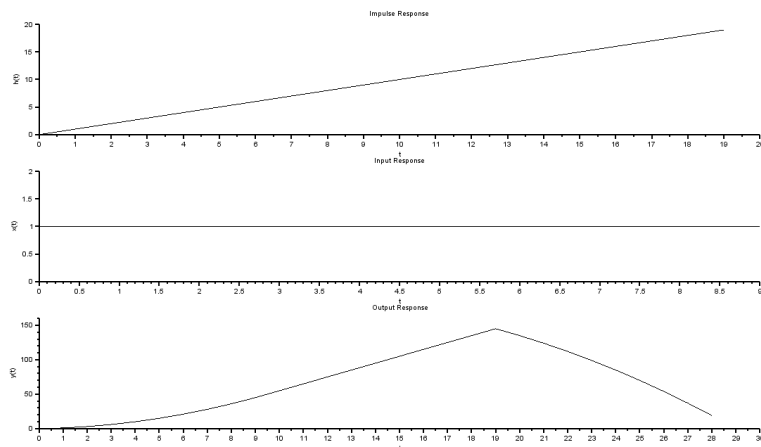 Impulse Response
20
15
10
5
0
h(t)
0 1 2 3 4 5 6 7 8 9 10 11 12 13 14 15 16 17 18 19 20
t
Input Response
2
1.5
1
0.5
0
x(t)
0 0.5 1 1.5 2 2.5 3 3.5 4 4.5 5 5.5 6 6.5 7 7.5 8 8.5 9
t
Output Response
150
100
50
0
y(t)
0 1 2 3 4 5 6 7 8 9 10 11 12 13 14 15 16 17 18 19 20 21 22 23 24 25 26 27 28 29 30